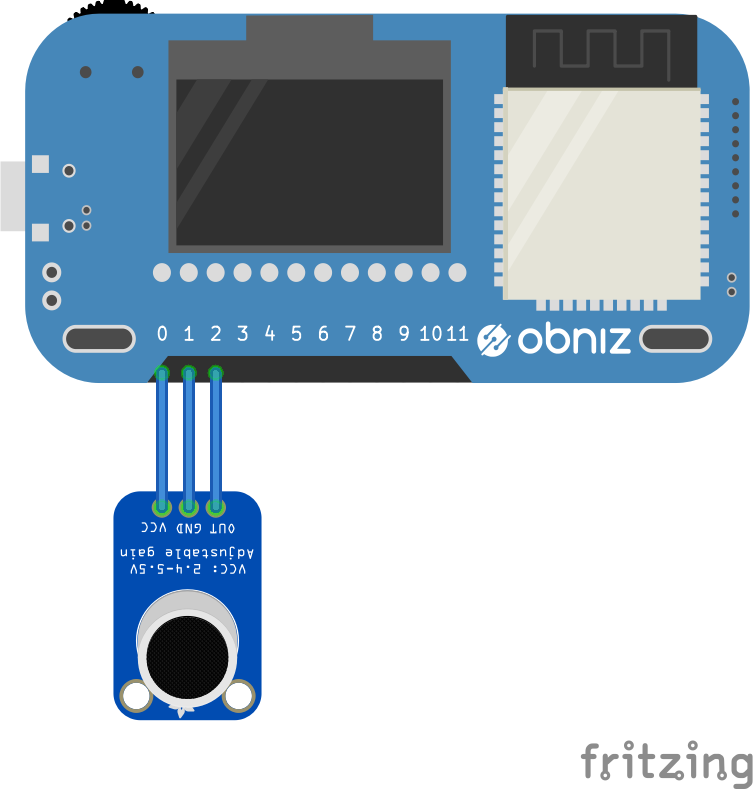 0 1 2 3 4 5 6 7 8 9 10 11 obniz
VCC GND OUT
Adjustable gain
VCC: 2.4-5.5V
fritzing